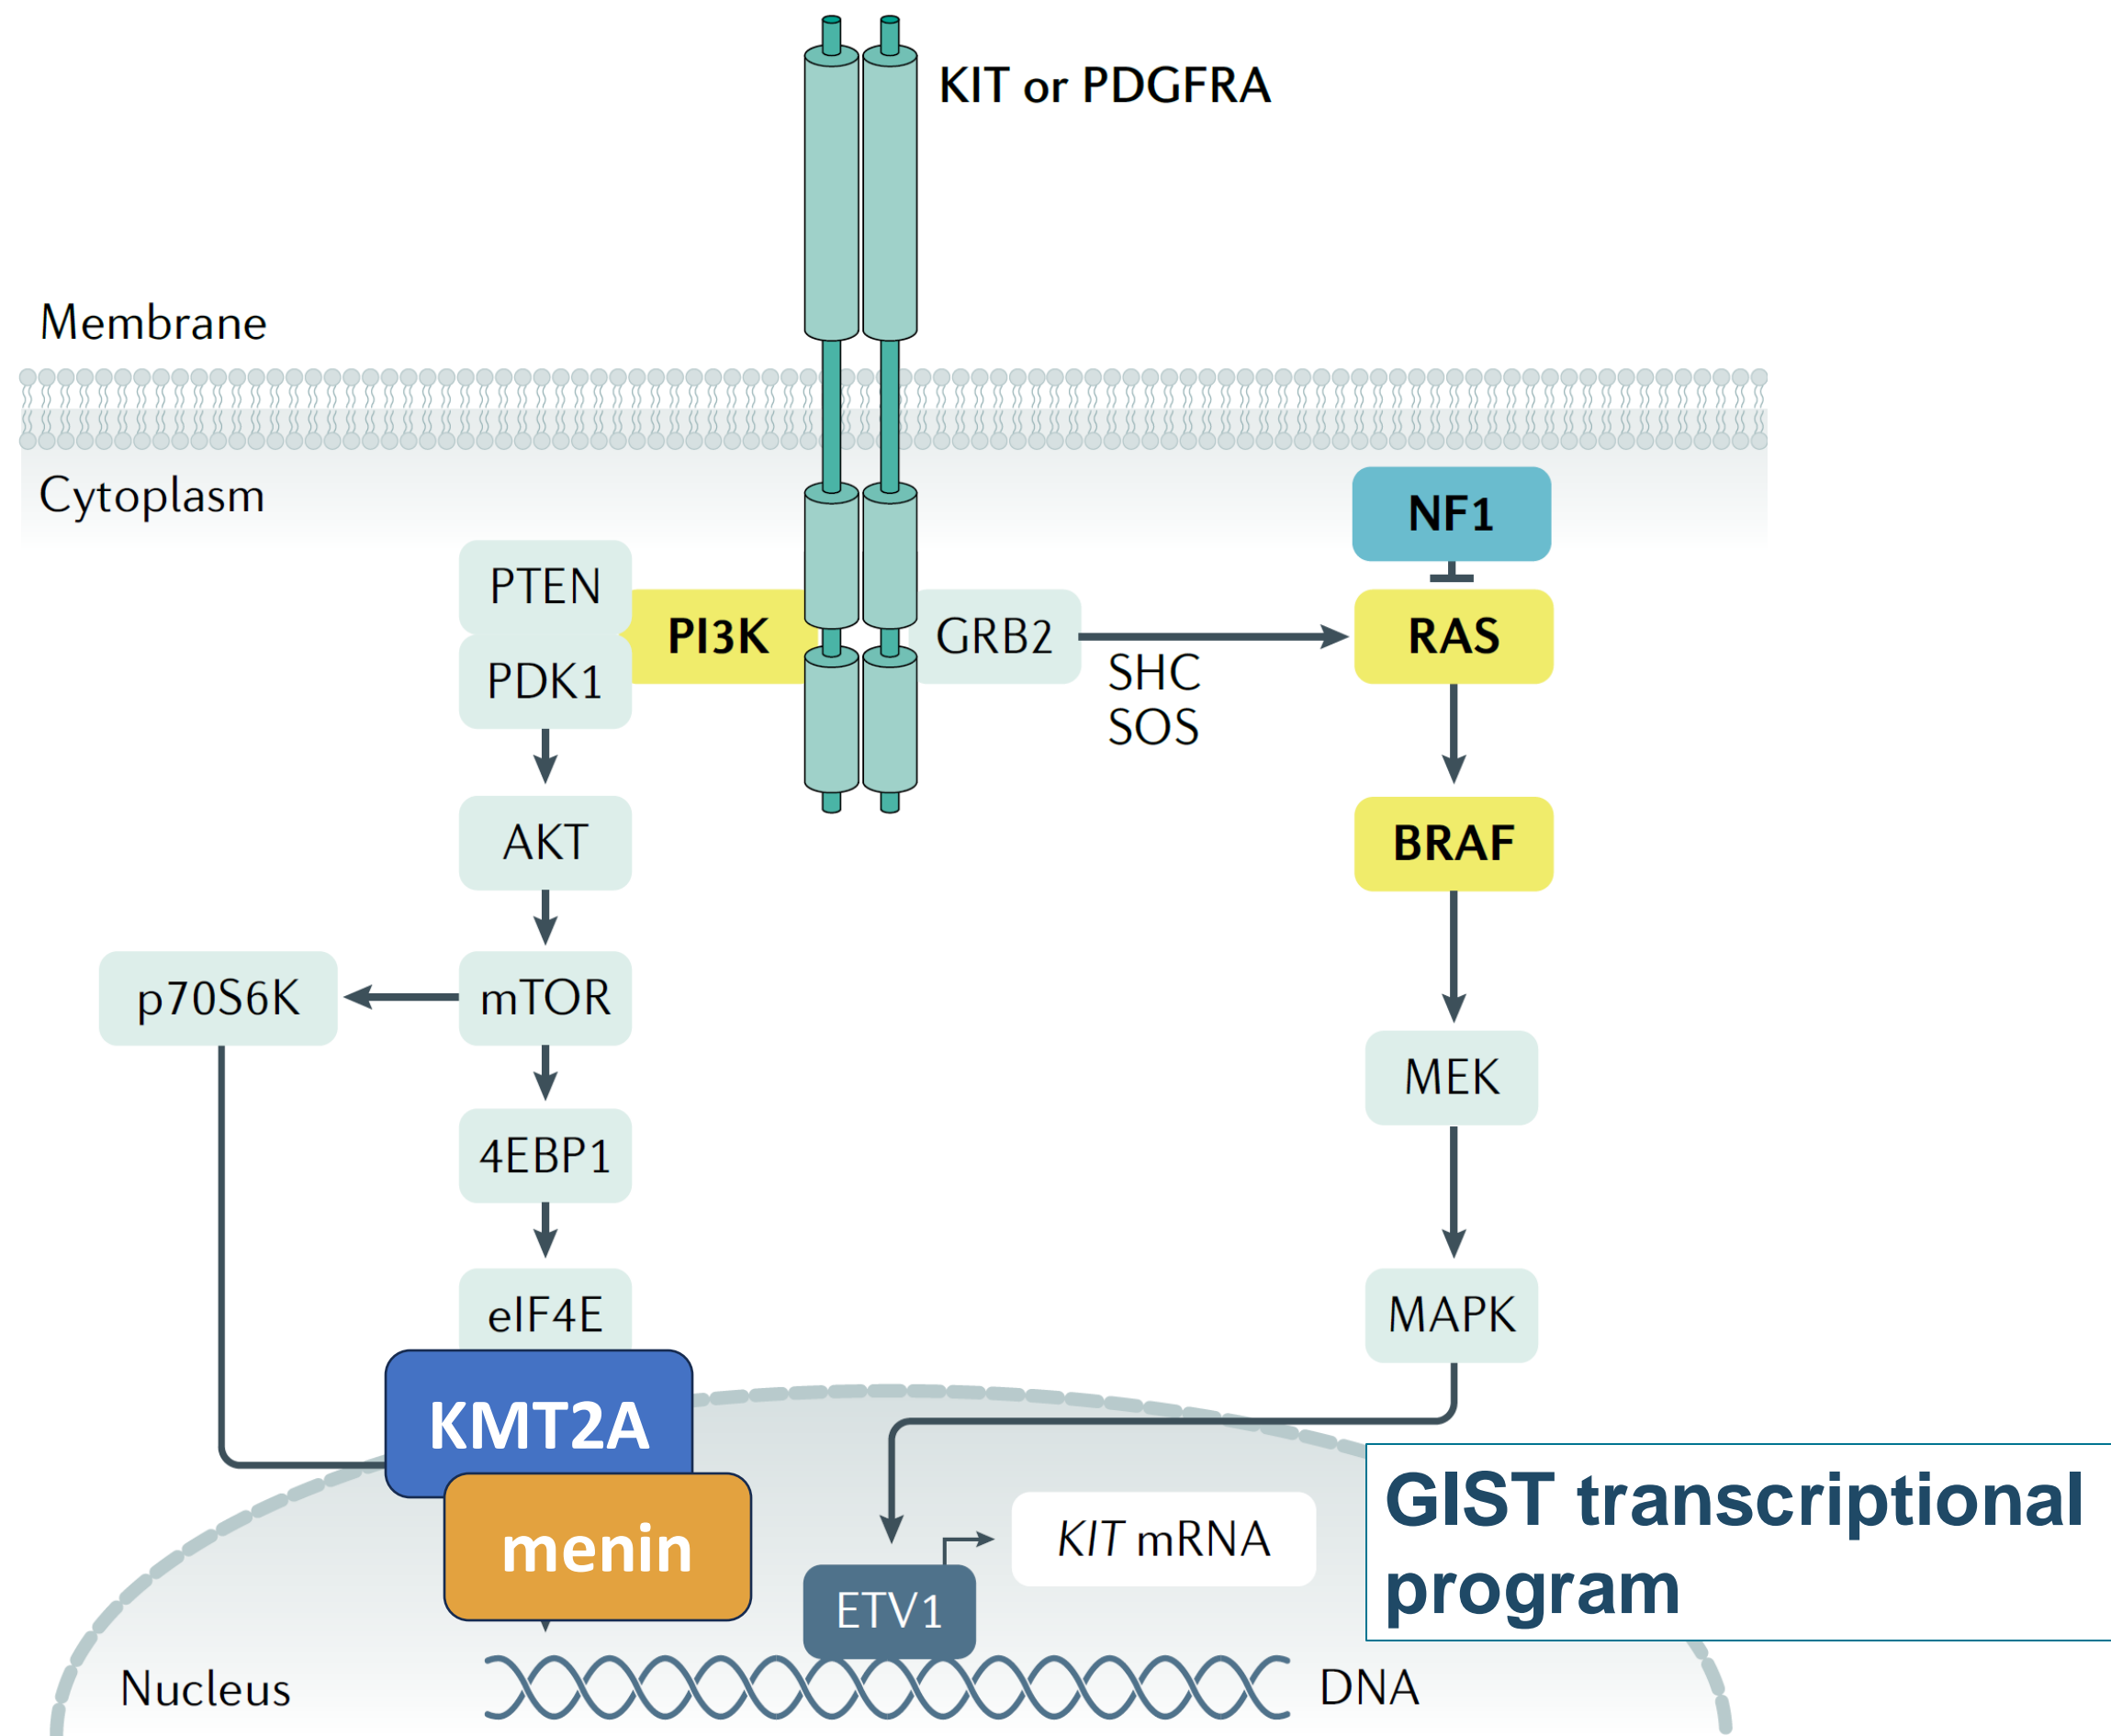 KIT or PDGFRA
Membrane
Cytoplasm
NF1
PTEN
PI3K
GRB2
RAS
PDK1
SHC
SOS
AKT
BRAF
p70S6K
mTOR
MEK
4EBP1
eIF4E
MAPK
KMT2A
menin
GIST transcriptional
program
KIT mRNA
ETV1
Nucleus
DNA